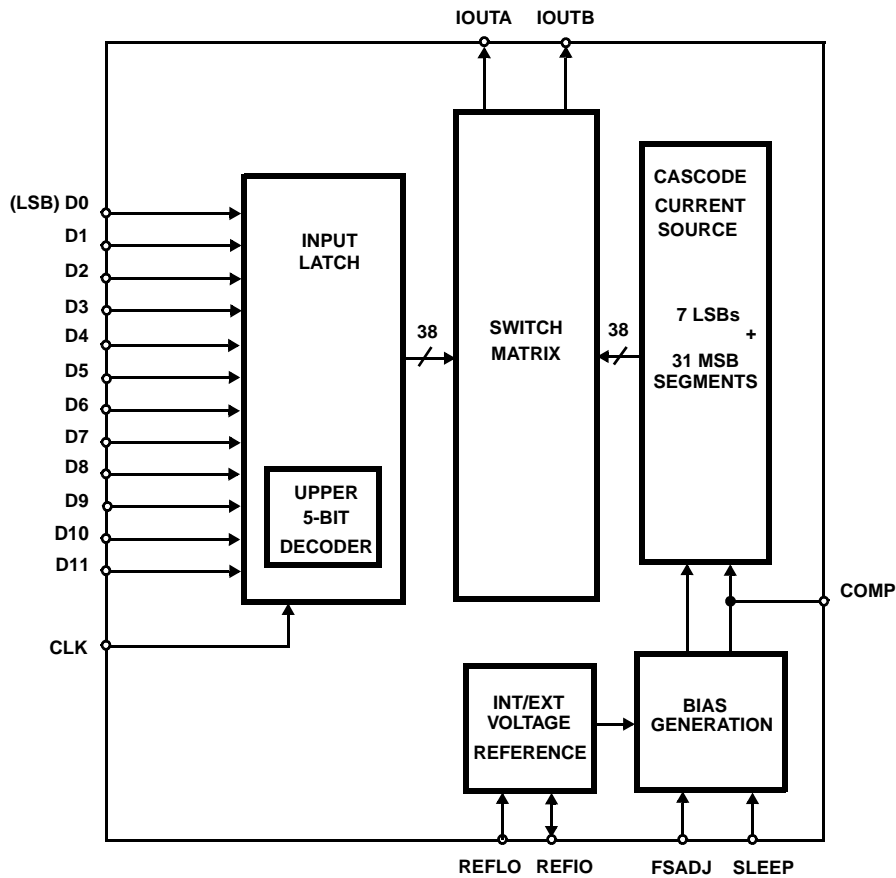 IOUTA IOUTB
(LSB) D0
D1
D2
D3
D4
D5
D6
D7
D8
D9
D10
D11
CLK
INPUT
LATCH
UPPER
5-BIT
DECODER
38
SWITCH
MATRIX
38
CASCODE
CURRENT
SOURCE
7 LSBs
+
31 MSB
SEGMENTS
COMP
INT/EXT
VOLTAGE
REFERENCE
BIAS
GENERATION
REFLO REFIO FSADJ SLEEP